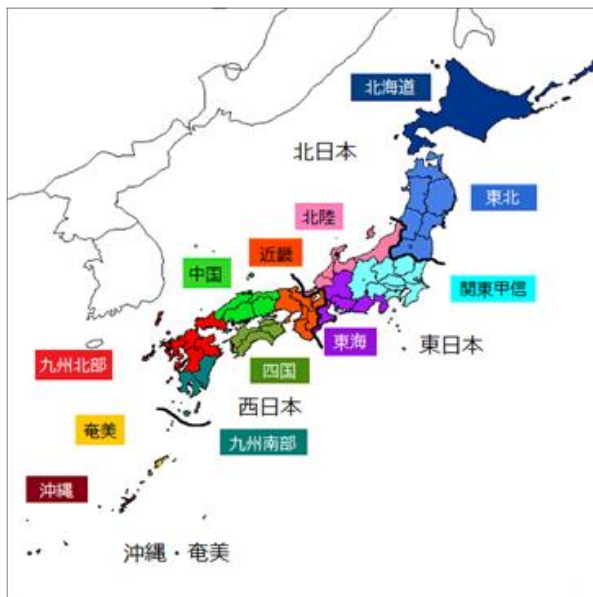 北海道
北日本
東北
北陸
近畿
中国
関東甲信
東海
東日本
九州北部
四国
西日本
奄美
九州南部
沖縄
沖縄・奄美